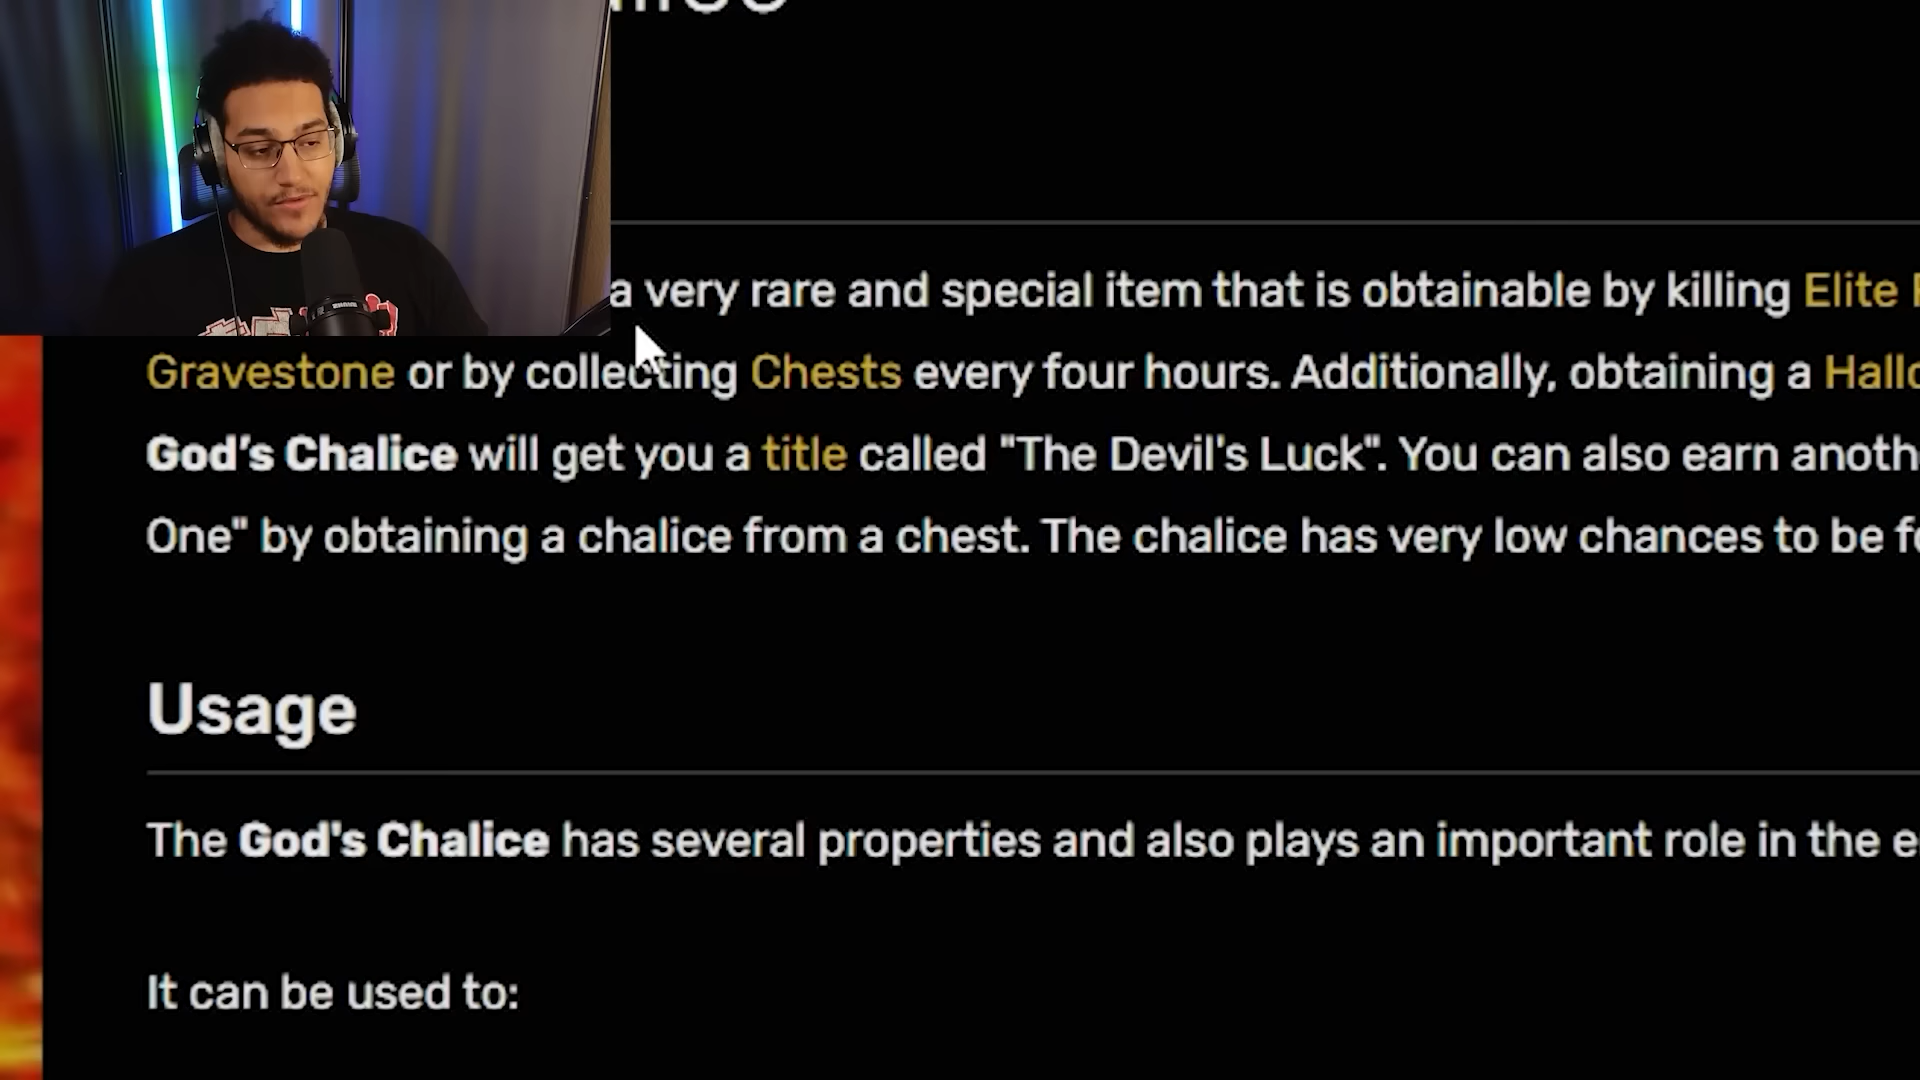 a very rare and special item that is obtainable by killing Elite
Gravestone or by collecting Chests every four hours. Additionally, obtaining a
God's Chalice will get you a title called "The Devil's Luck". You can also earn
One" by obtaining a chalice from a chest. The chalice has very low chances to be
Usage
The God's Chalice has several properties and also plays an important role in the
It can be used to: